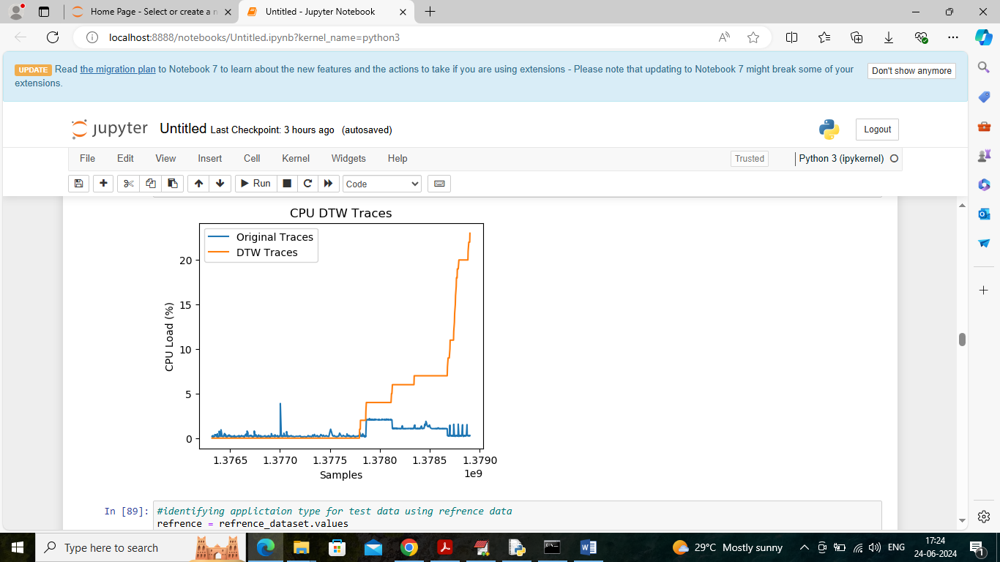 Home Page - Select or create a n
Untitled - Jupyter Notebook
localhost:8888/notebooks/Untitled.ipynb?kernel_name=python3
UPDATE Read the migration plan to Notebook 7 to learn about the new features and the actions to take if you are using extensions - Please note that updating to Notebook 7 might break some of your
extensions.
Don't show anymore
jupyter Untitled Last Checkpoint: 3 hours ago (autosaved)
Logout
File Edit View Insert Cell Kernel Widgets Help
Trusted
Python 3 (ipykernel)
Run
Code
CPU DTW Traces
Original Traces
DTW Traces
CPU Load (%)
20
15
10
5
0
1.3765 1.3770 1.3775 1.3780 1.3785 1.3790
Samples
1e9
In [89]: #identifying applictaion type for test data using refrence data
refrence = refrence_dataset.values
Type here to search
29°C Mostly sunny
ENG
17:24
24-06-2024
1